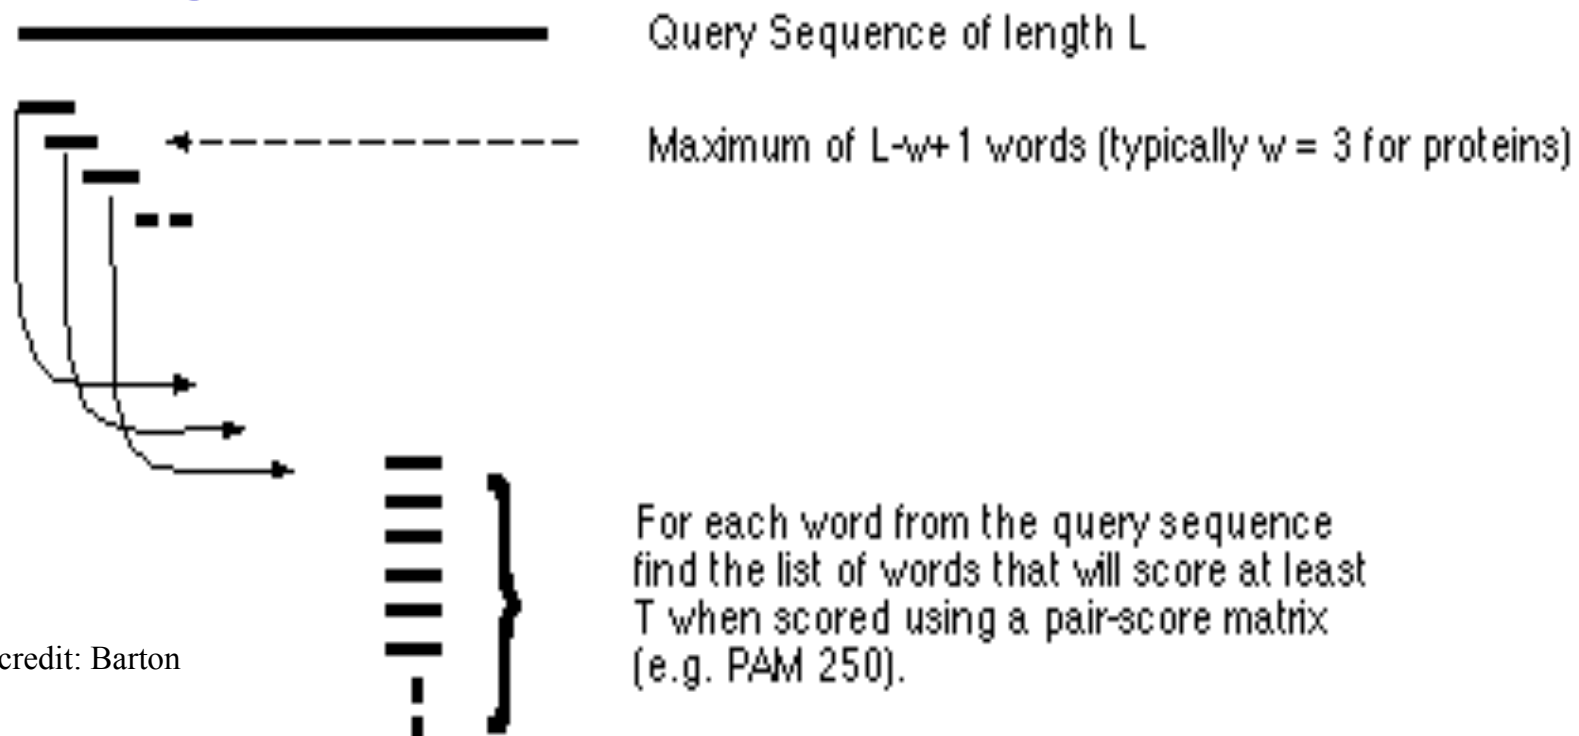 Query Sequence of length L
Maximum of L-w+1 words (typically w = 3 for proteins)
For each word from the query sequence
find the list of words that will score at least
T when scored using a pair-score matrix
(e.g. PAM 250).
credit: Barton